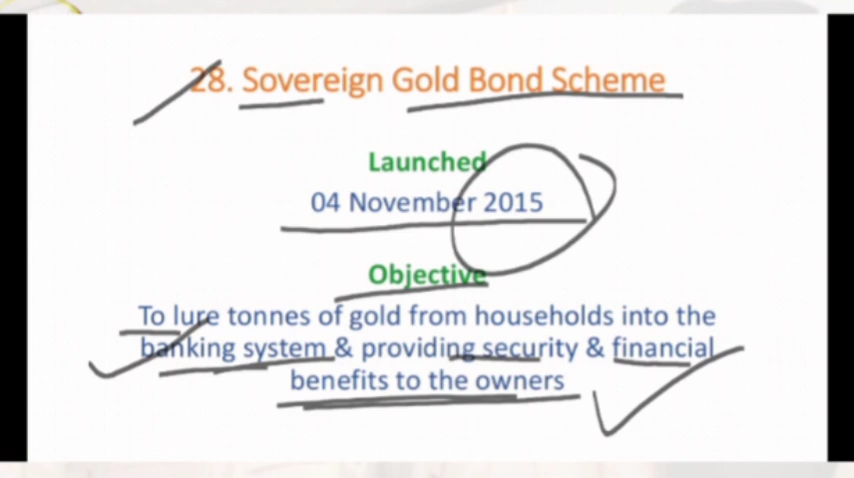 28. Sovereign Gold Bond Scheme
Launched
04 November 2015
Objective
To lure tonnes of gold from households into the
banking system & providing security & financial
benefits to the owners